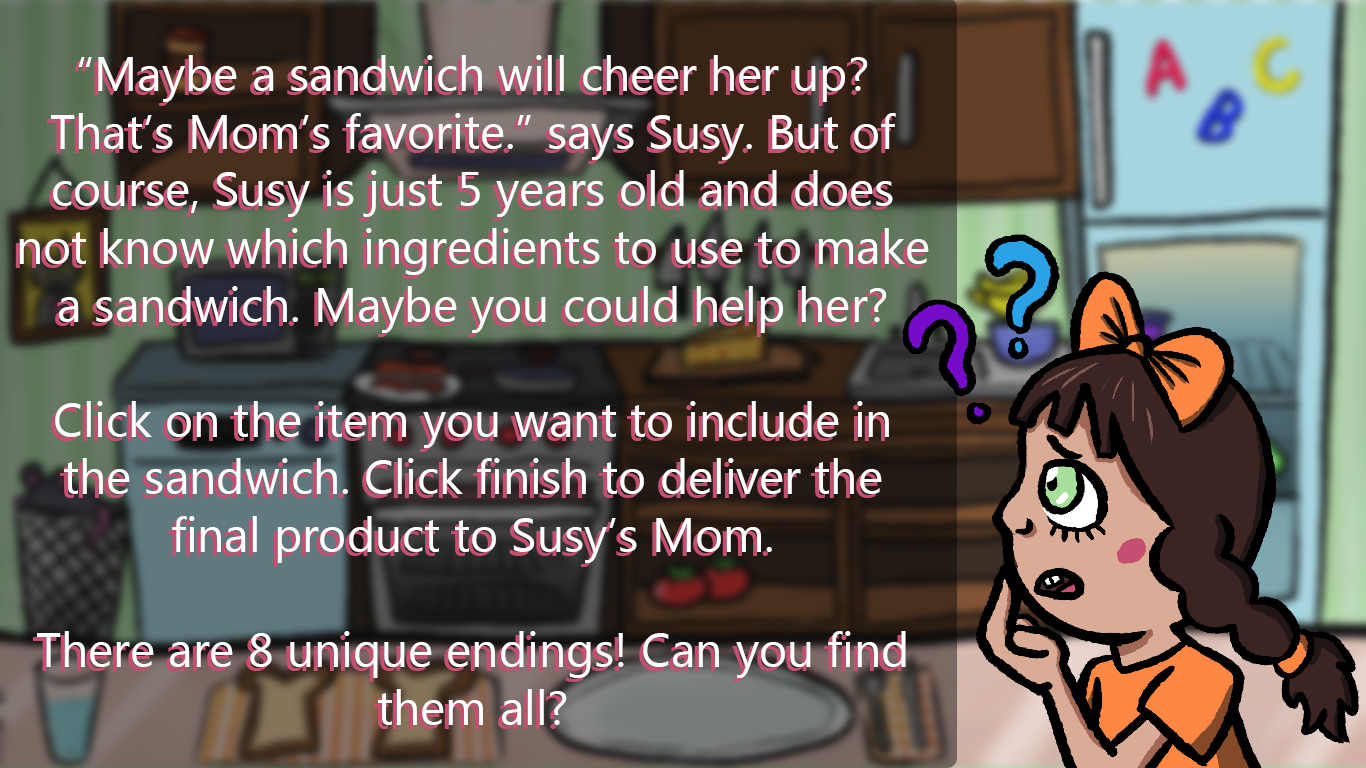 “Maybe a sandwich will cheer her up?
That’s Mom’s favorite.” says Susy. But of
course, Susy is just 5 years old and does
not know which ingredients to use to make
a sandwich. Maybe you could help her?
Click on the item you want to include in
the sandwich. Click finish to deliver the
final product to Susy’s Mom.
There are 8 unique endings! Can you find
them all?
A
B
C
? ?